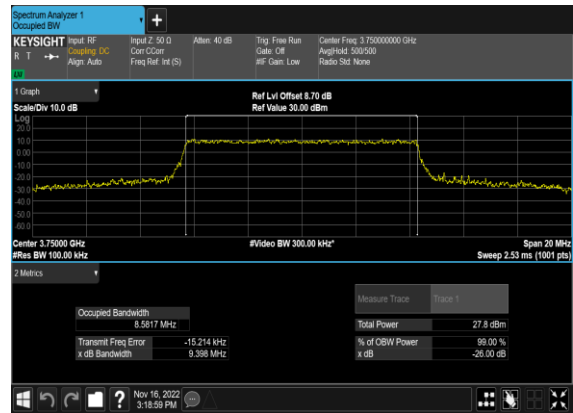 Spectrum Analyzer 1
Occupied BW
+
KEYSIGHT
R T
LXI
Input: RF
Coupling: DC
Align: Auto
Input Z: 50 Ω
Corr CCorr
Freq Ref: Int (S)
Atten: 40 dB
Trig: Free Run
Gate: Off
#IF Gain: Low
Center Freq: 3.750000000 GHz
Avg|Hold: 500/500
Radio Std: None
1 Graph
Scale/Div 10.0 dB
Ref Lvl Offset 8.70 dB
Ref Value 30.00 dBm
Log
20.0
10.0
0.00
-10.0
-20.0
-30.0
-40.0
-50.0
-60.0
Center 3.75000 GHz
#Res BW 100.00 kHz
#Video BW 300.00 kHz*
Span 20 MHz
Sweep 2.53 ms (1001 pts)
2 Metrics
Measure Trace
Trace 1
Occupied Bandwidth
8.5817 MHz
Total Power
27.8 dBm
Transmit Freq Error
-15.214 kHz
% of OBW Power
99.00 %
x dB Bandwidth
9.398 MHz
x dB
-26.00 dB
?
Nov 16, 2022
3:18:59 PM